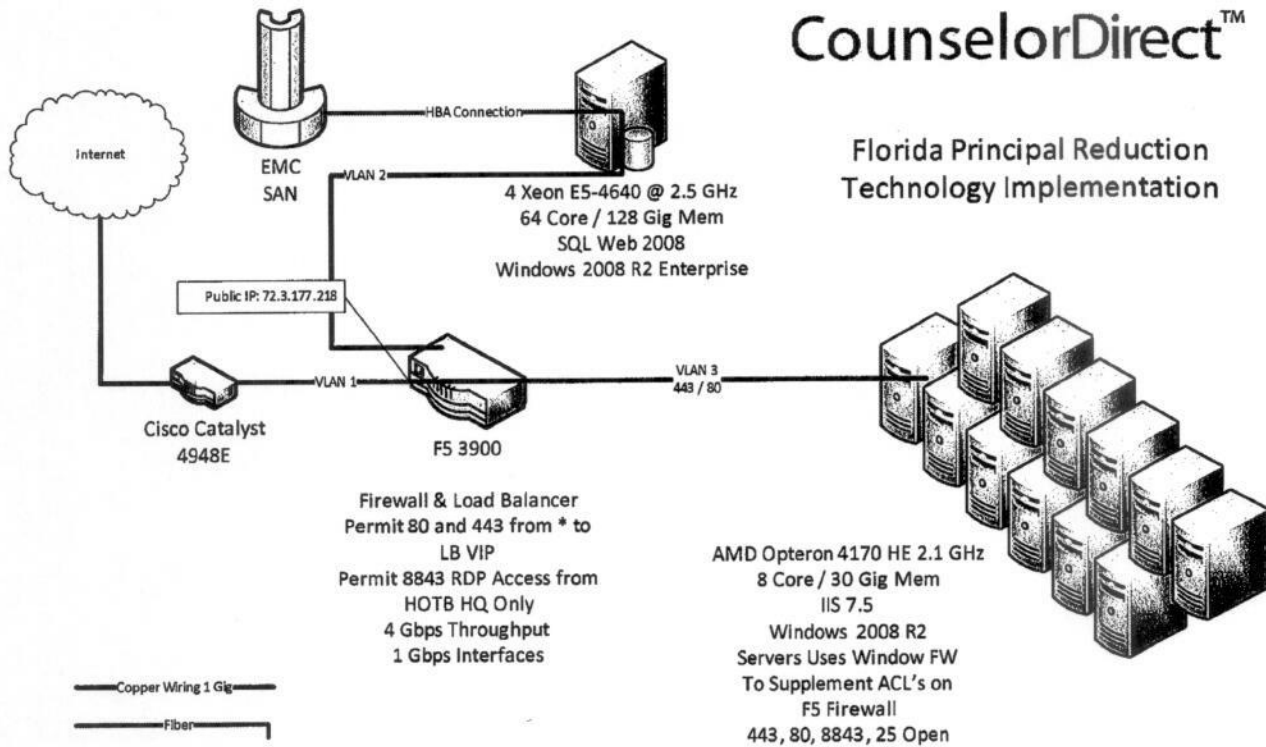 CounselorDirect™
Florida Principal Reduction
Technology Implementation
Internet
EMC
SAN
HBA Connection
VLAN 2
4 Xeon E5-4640 @ 2.5 GHz
64 Core / 128 Gig Mem
SQL Web 2008
Windows 2008 R2 Enterprise
Public IP: 72.3.177.218
VLAN 1
VLAN 3
443 / 80
Cisco Catalyst
4948E
F5 3900
Firewall & Load Balancer
Permit 80 and 443 from * to
LB VIP
Permit 8843 RDP Access from
HOTB HQ Only
4 Gbps Throughput
1 Gbps Interfaces
AMD Opteron 4170 HE 2.1 GHz
8 Core / 30 Gig Mem
IIS 7.5
Windows 2008 R2
Servers Uses Window FW
To Supplement ACL's on
F5 Firewall
443, 80, 8843, 25 Open
Copper Wiring 1 Gig
Fiber